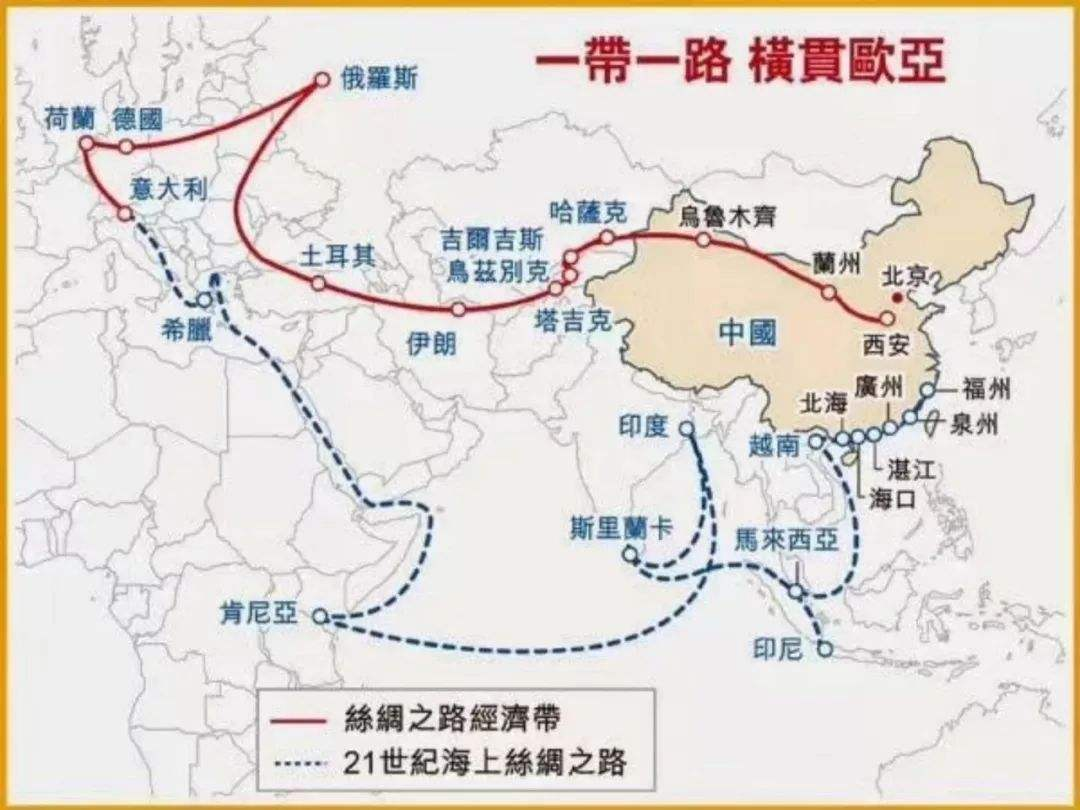 一帶一路 橫貫歐亞
俄羅斯
荷蘭
德國
意大利
哈薩克
烏魯木齊
吉爾吉斯
烏茲別克
土耳其
蘭州
北京
塔吉克
希臘
伊朗
中國
西安
廣州
福州
北海
泉州
印度
越南
湛江
海口
斯里蘭卡
馬來西亞
肯尼亞
印尼
絲綢之路經濟帶
21世紀海上絲綢之路